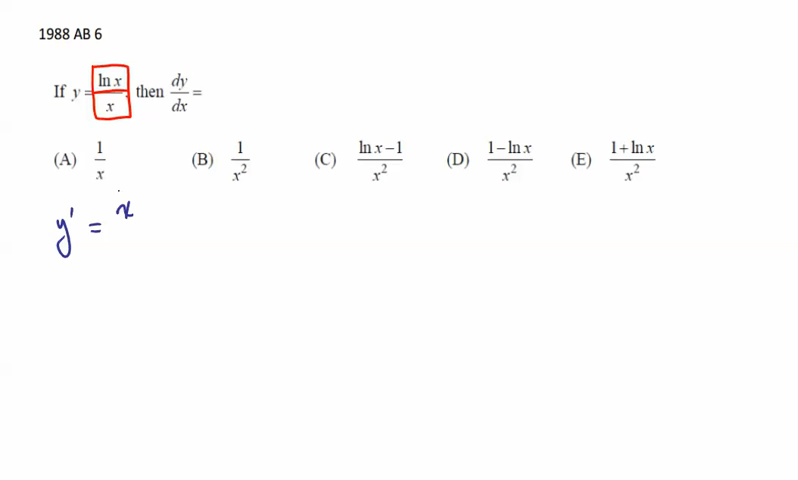 1988 AB 6
If y = ln x / x, then dy/dx =
(A) 1/x (B) 1/x² (C) ln x − 1 / x² (D) 1 − ln x / x² (E) 1 + ln x / x²
y' = x